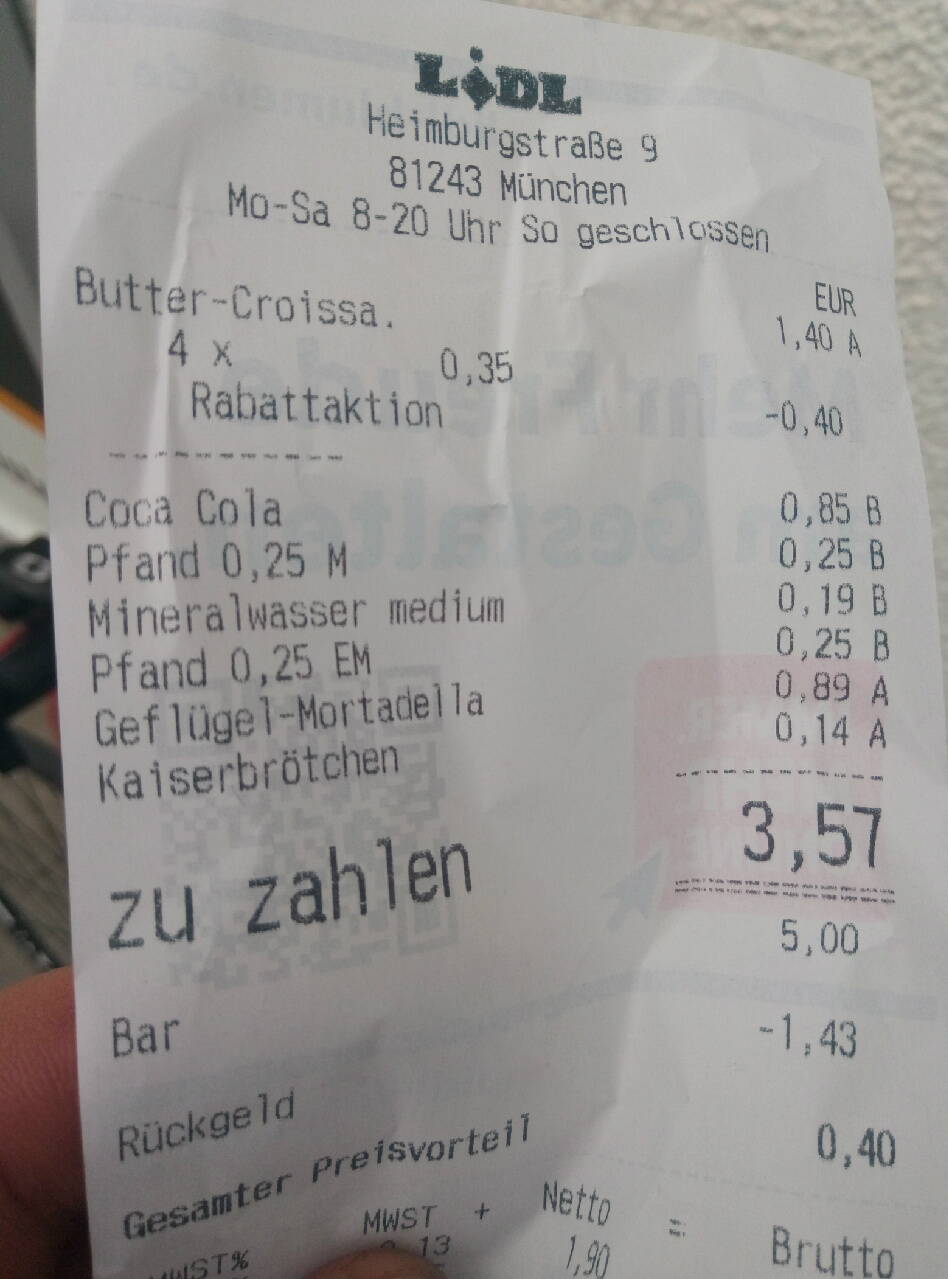 LIDL
Heimburgstraße 9
81243 München
Mo-Sa 8-20 Uhr So geschlossen
EUR
Butter-Croissa. 1,40 A
4 x 0,35
Rabattaktion -0,40
Coca Cola 0,85 B
Pfand 0,25 M 0,25 B
Mineralwasser medium 0,19 B
Pfand 0,25 EM 0,25 B
Geflügel-Mortadella 0,89 A
Kaiserbrötchen 0,14 A
zu zahlen 3,57
Bar 5,00
Rückgeld -1,43
Gesamter Preisvorteil 0,40
MWST% MWST + Netto = Brutto
13 1,90